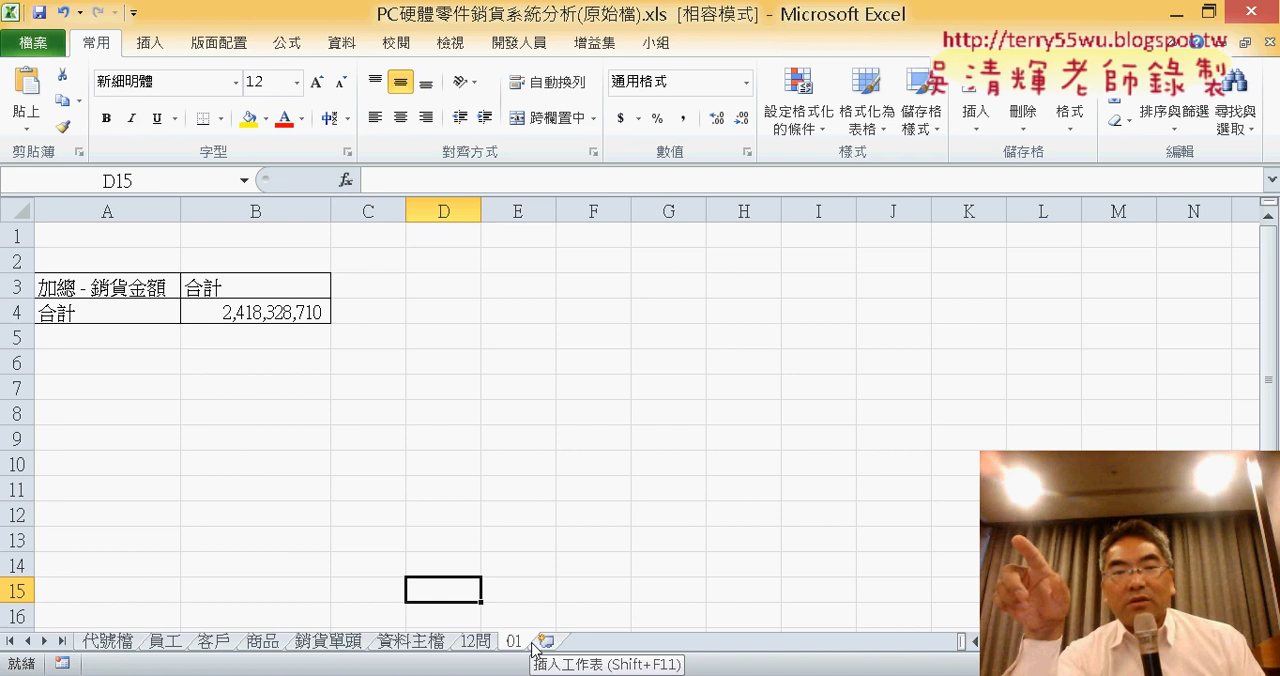 PC硬體零件銷貨系統分析(原始檔).xls [相容模式] - Microsoft Excel
檔案 常用 插入 版面配置 公式 資料 校閱 檢視 開發人員 增益集 小組
http://terry55wu.blogspot.tw
吳清輝老師錄製
新細明體 12 自動換列 通用格式
貼上 B I U A 中 跨欄置中 $ % , 設定格式化的條件 格式化為表格 儲存格樣式 插入 刪除 格式 排序與篩選 尋找與選取
剪貼簿 字型 對齊方式 數值 樣式 儲存格 編輯
D15 fx
A B C D E F G H I J K L M N
1
2
3 加總 - 銷貨金額 合計
4 合計 2,418,328,710
5
6
7
8
9
10
11
12
13
14
15
16
代號檔 員工 客戶 商品 銷貨單頭 資料主檔 12問 01
就緒 插入工作表 (Shift+F11)